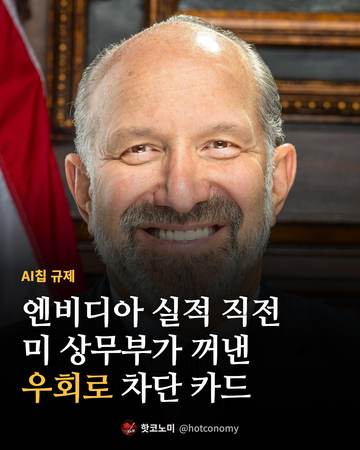 AI칩 규제
엔비디아 실적 직전
미 상무부가 꺼낸
우회로 차단 카드
핫코노미 @hotconomy